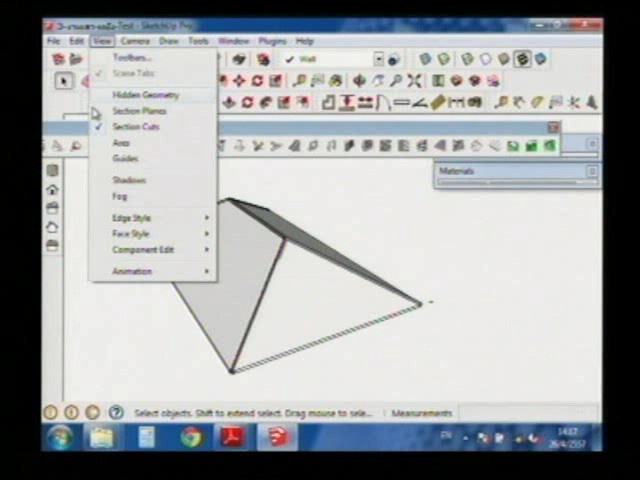 -Test - SketchUp Pro
File Edit View Camera Draw Tools Window Plugins Help
Toolbars...
Scene Tabs
Wall
Hidden Geometry
Section Planes
Section Cuts
Axes
Guides
Materials
Shadows
Fog
Edge Style
Face Style
Component Edit
Animation
Select objects. Shift to extend select. Drag mouse to sele... Measurements
EN
14:17
26/4/2557